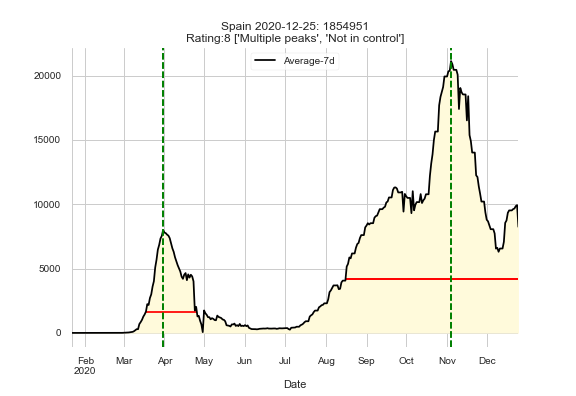 Spain 2020-12-25: 1854951
Rating:8 ['Multiple peaks', 'Not in control']
Average-7d
20000
15000
10000
5000
0
Feb Mar Apr May Jun Jul Aug Sep Oct Nov Dec
2020
Date